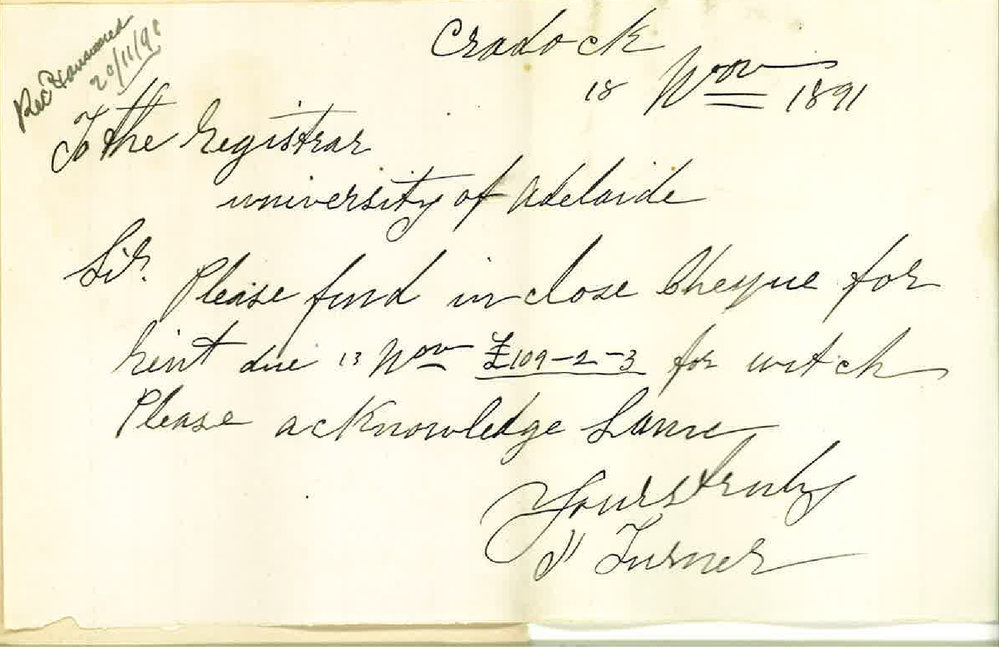 Rec'd & answered
20/11/91
Cradock
18 Nov 1891
To the Registrar
university of Adelaide
Sir.
Please find in close Cheque for
rent due 13 Nov £109-2-3 for witch
Please acknowledge Same
Yours truly
Turner